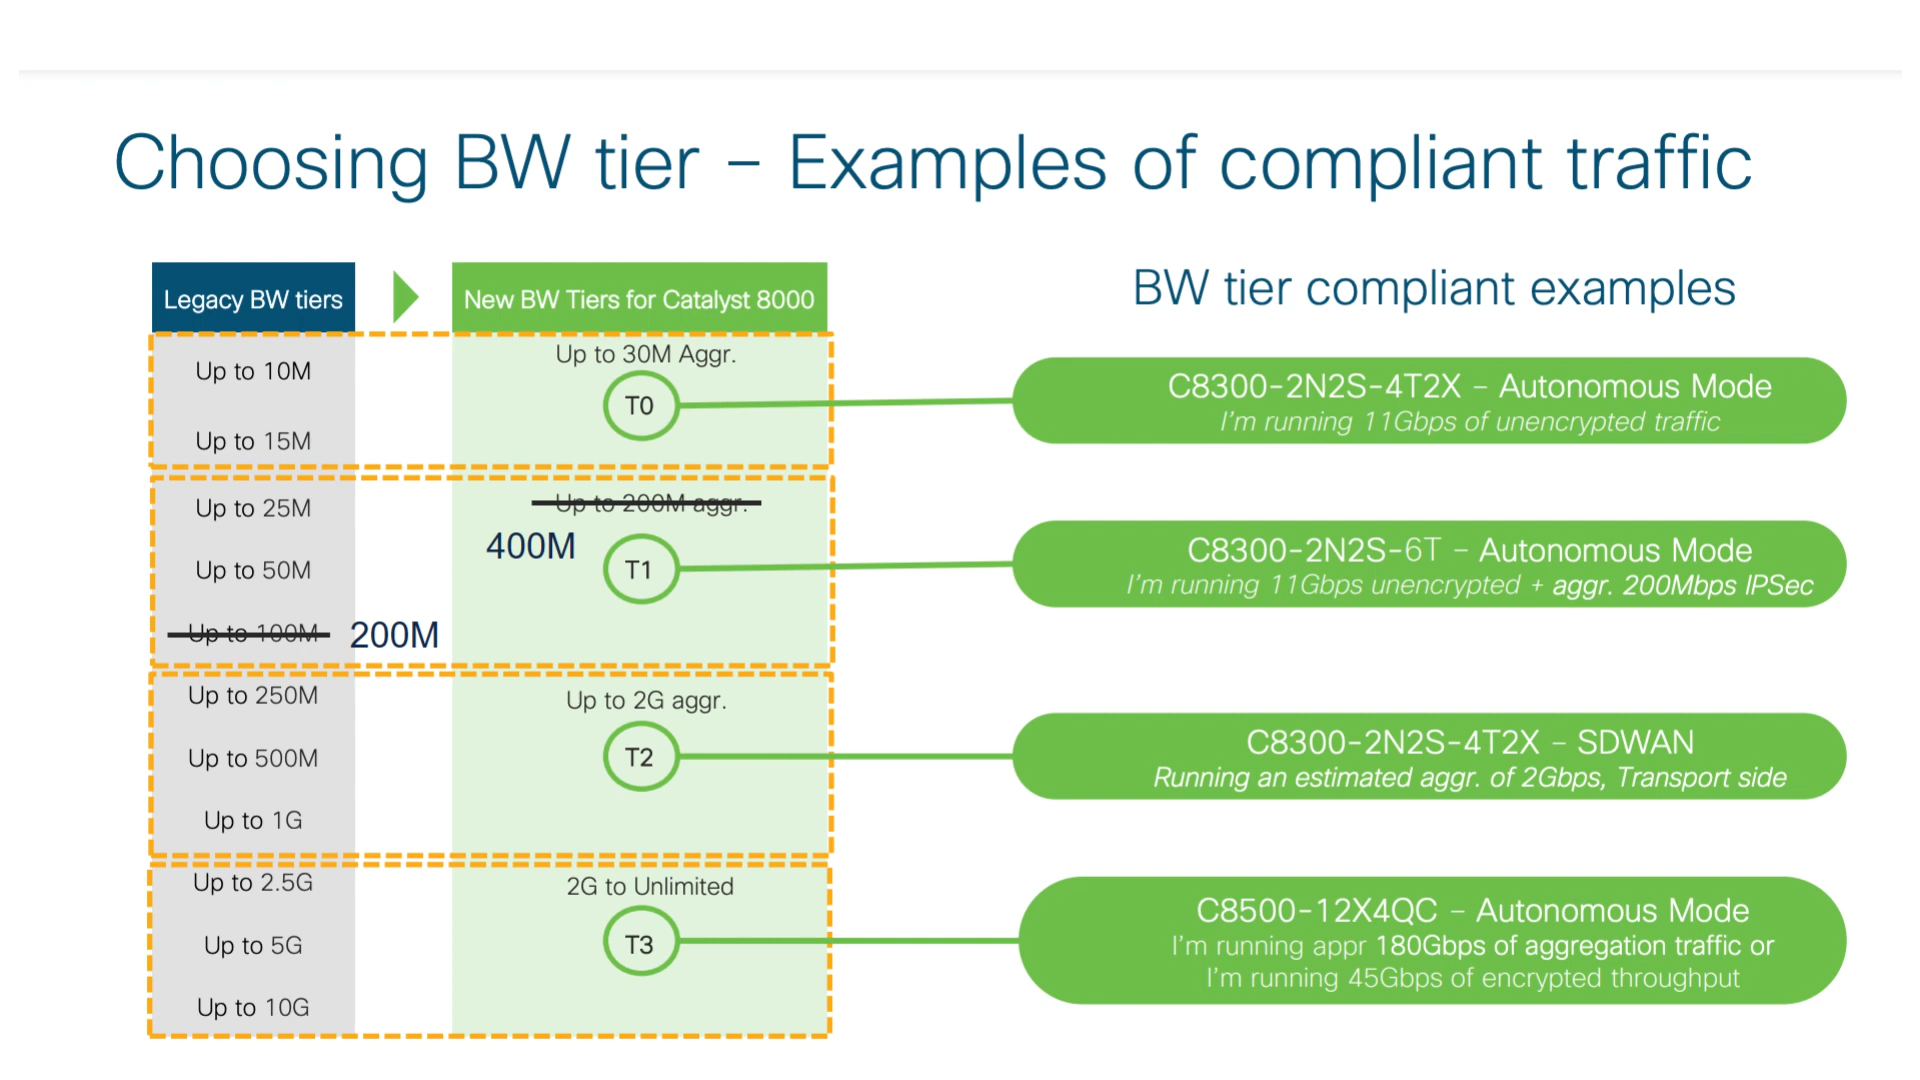 Choosing BW tier – Examples of compliant traffic
Legacy BW tiers
New BW Tiers for Catalyst 8000
BW tier compliant examples
Up to 10M
Up to 15M
Up to 30M Aggr.
T0
C8300-2N2S-4T2X – Autonomous Mode
I'm running 11Gbps of unencrypted traffic
Up to 25M
Up to 50M
Up to 100M
200M
Up to 200M aggr.
400M
T1
C8300-2N2S-6T – Autonomous Mode
I'm running 11Gbps unencrypted + aggr. 200Mbps IPSec
Up to 250M
Up to 500M
Up to 1G
Up to 2G aggr.
T2
C8300-2N2S-4T2X – SDWAN
Running an estimated aggr. of 2Gbps, Transport side
Up to 2.5G
Up to 5G
Up to 10G
2G to Unlimited
T3
C8500-12X4QC – Autonomous Mode
I'm running appr 180Gbps of aggregation traffic or
I'm running 45Gbps of encrypted throughput